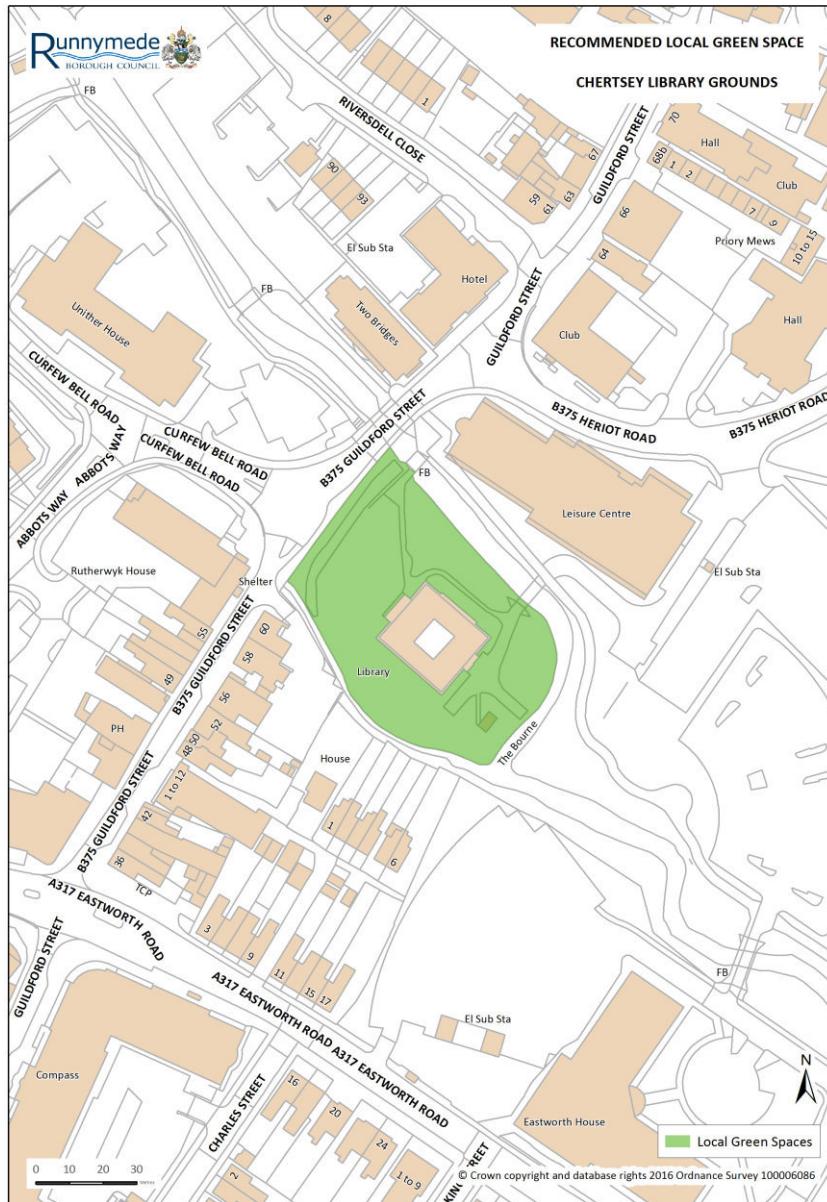 Runnymede
BOROUGH COUNCIL
RECOMMENDED LOCAL GREEN SPACE
CHERTSEY LIBRARY GROUNDS
8
1
FB
RIVERSDELL CLOSE
GUILDFORD STREET
70
Hall
68b
1
2
7
9
Club
67
63
61
59
90
93
66
64
Priory Mews
10 to 15
El Sub Sta
Hotel
FB
Two Bridges
Unither House
GUILDFORD STREET
Club
Hall
CURFEW BELL ROAD
ABBOTS WAY
ABBOTS WAY
CURFEW BELL ROAD
CURFEW BELL ROAD
B375 GUILDFORD STREET
B375 HERIOT ROAD
B375 HERIOT ROAD
FB
Leisure Centre
Rutherwyk House
Shelter
El Sub Sta
55
49
B375 GUILDFORD STREET
60
58
56
52
48 50
Library
PH
The Bourne
House
1 to 12
42
36
TCP
1
6
B375 GUILDFORD STREET
A317 EASTWORTH ROAD
GUILDFORD STREET
3
9
11
15
17
FB
A317 EASTWORTH ROAD
A317 EASTWORTH ROAD
El Sub Sta
Compass
CHARLES STREET
16
20
24
2
1 to 9
Eastworth House
N
Local Green Spaces
0 10 20 30
Metres
© Crown copyright and database rights 2016 Ordnance Survey 100006086